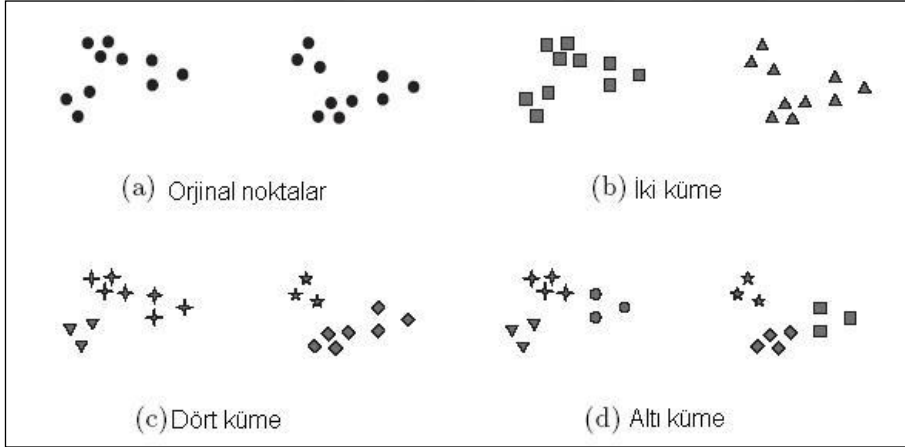 (a) Orjinal noktalar
(b) İki küme
(c) Dört küme
(d) Altı küme